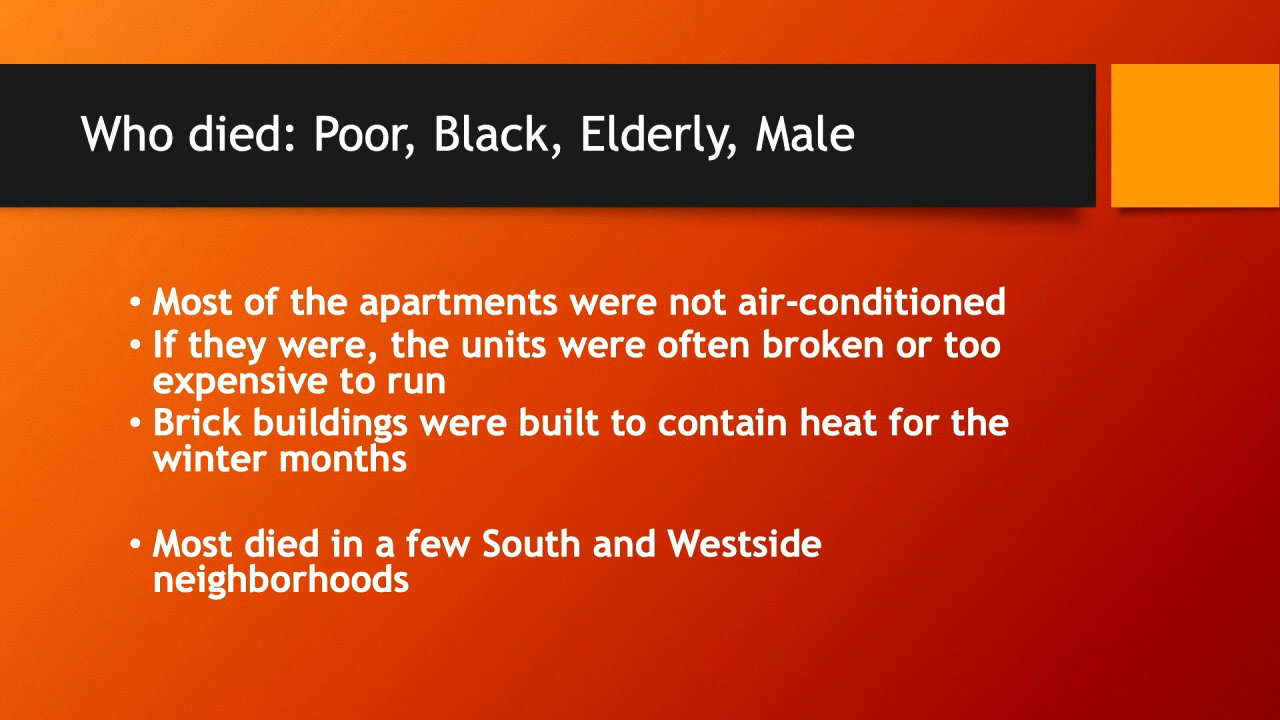 Who died: Poor, Black, Elderly, Male
• Most of the apartments were not air-conditioned
• If they were, the units were often broken or too
expensive to run
• Brick buildings were built to contain heat for the
winter months
• Most died in a few South and Westside
neighborhoods